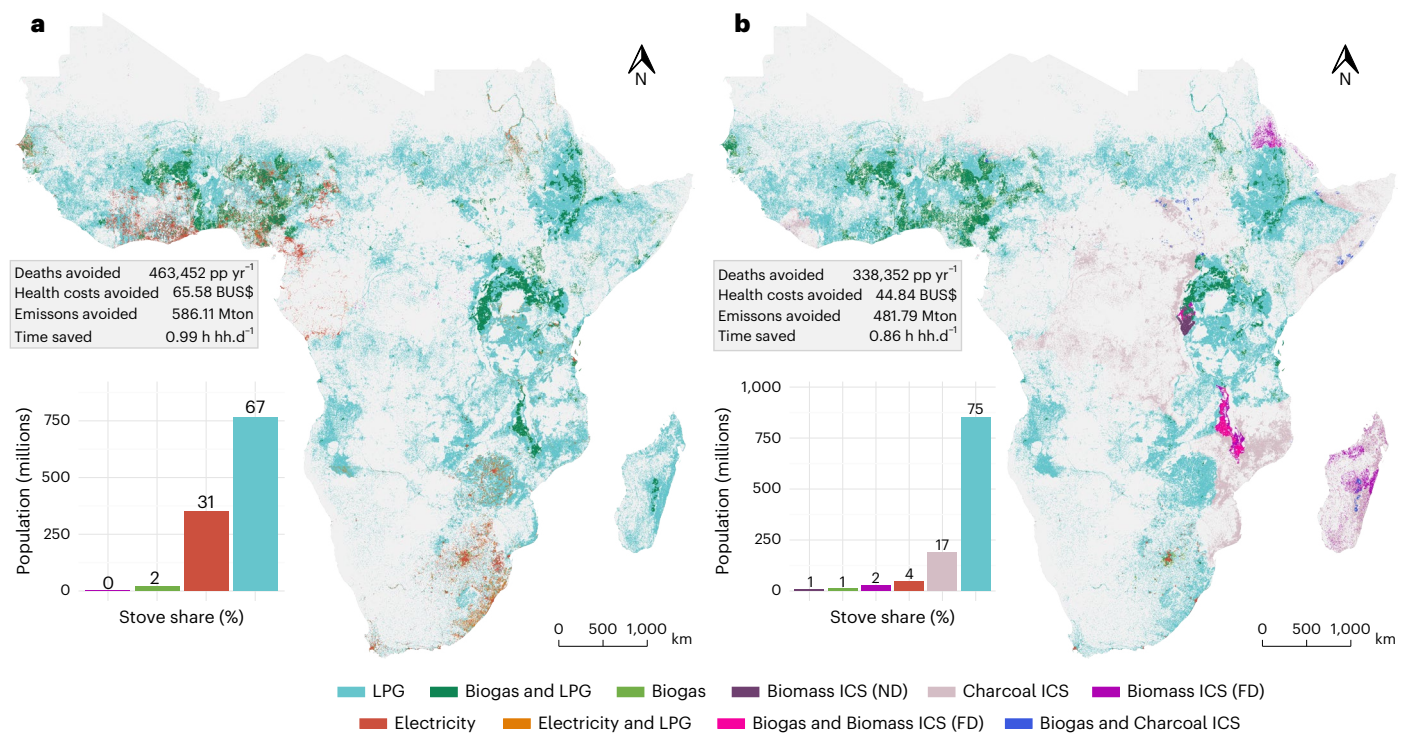 a
N
Deaths avoided 463,452 pp yr⁻¹
Health costs avoided 65.58 BUS$
Emissons avoided 586.11 Mton
Time saved 0.99 h hh.d⁻¹
Population (millions)
750
500
250
0
0
2
31
67
Stove share (%)
0 500 1,000 km
b
N
Deaths avoided 338,352 pp yr⁻¹
Health costs avoided 44.84 BUS$
Emissons avoided 481.79 Mton
Time saved 0.86 h hh.d⁻¹
Population (millions)
1,000
750
500
250
0
1
1
2
4
17
75
Stove share (%)
0 500 1,000 km
LPG Biogas and LPG Biogas Biomass ICS (ND) Charcoal ICS Biomass ICS (FD)
Electricity Electricity and LPG Biogas and Biomass ICS (FD) Biogas and Charcoal ICS